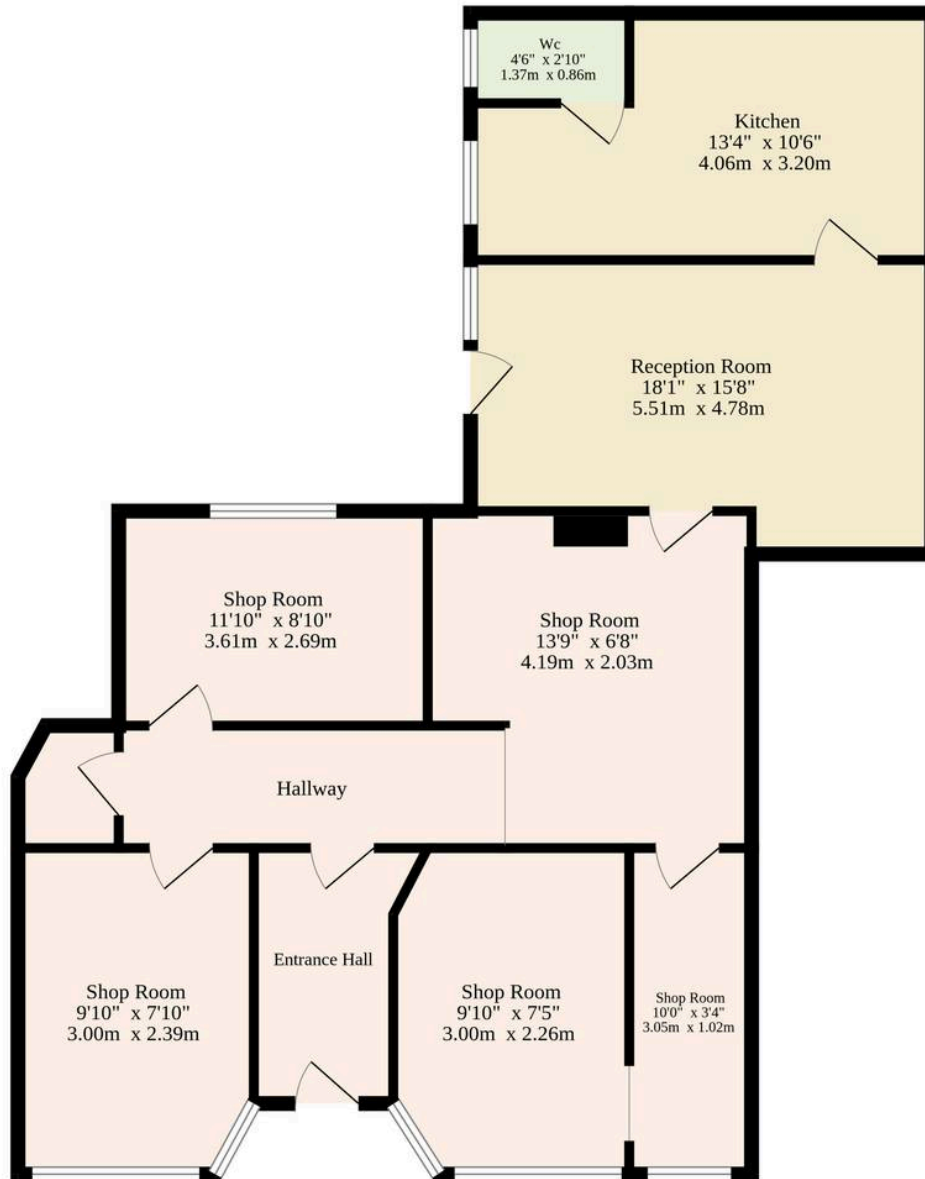 Wc
4'6" x 2'10"
1.37m x 0.86m
Kitchen
13'4" x 10'6"
4.06m x 3.20m
Reception Room
18'1" x 15'8"
5.51m x 4.78m
Shop Room
11'10" x 8'10"
3.61m x 2.69m
Shop Room
13'9" x 6'8"
4.19m x 2.03m
Hallway
Entrance Hall
Shop Room
9'10" x 7'10"
3.00m x 2.39m
Shop Room
9'10" x 7'5"
3.00m x 2.26m
Shop Room
10'0" x 3'4"
3.05m x 1.02m